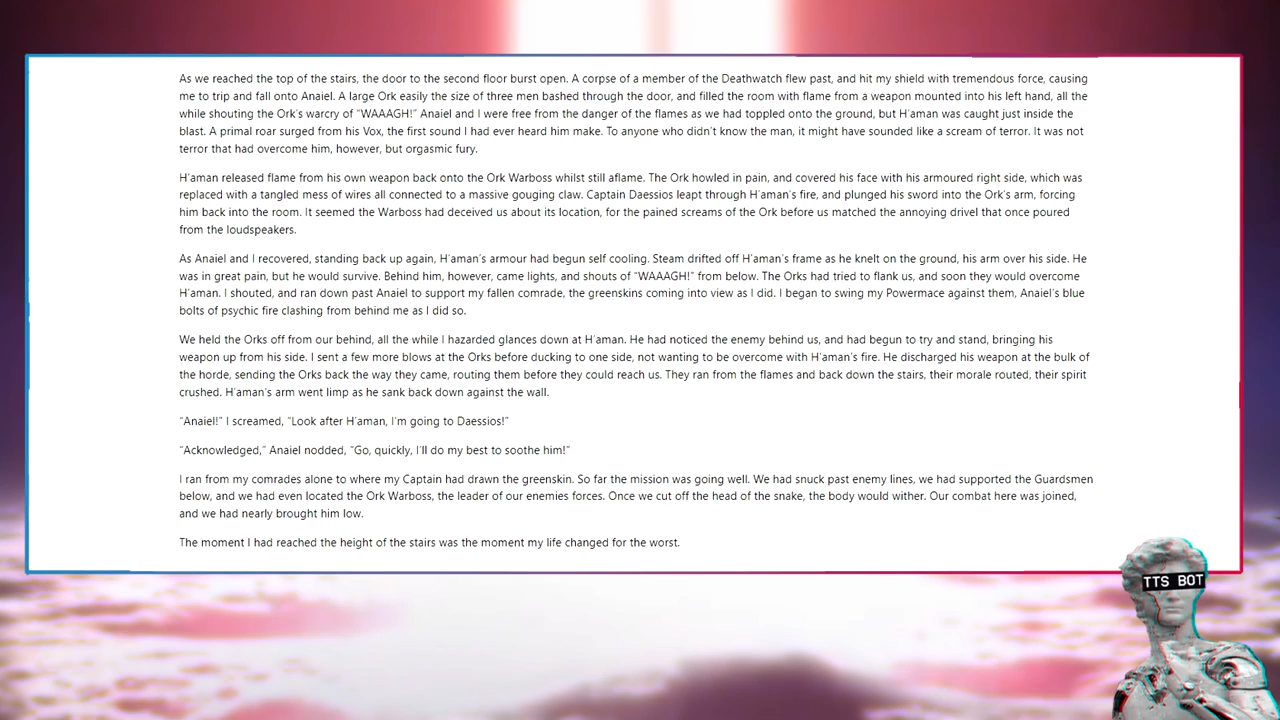 As we reached the top of the stairs, the door to the second floor burst open. A corpse of a member of the Deathwatch flew past, and hit my shield with tremendous force, causing
me to trip and fall onto Anaiel. A large Ork easily the size of three men bashed through the door, and filled the room with flame from a weapon mounted into his left hand, all the
while shouting the Ork's warcry of "WAAAGH!" Anaiel and I were free from the danger of the flames as we had toppled onto the ground, but H'aman was caught just inside the
blast. A primal roar surged from his Vox, the first sound I had ever heard him make. To anyone who didn't know the man, it might have sounded like a scream of terror. It was not
terror that had overcome him, however, but orgasmic fury.
H'aman released flame from his own weapon back onto the Ork Warboss whilst still aflame. The Ork howled in pain, and covered his face with his armoured right side, which was
replaced with a tangled mess of wires all connected to a massive gouging claw. Captain Daessios leapt through H'aman's fire, and plunged his sword into the Ork's arm, forcing
him back into the room. It seemed the Warboss had deceived us about its location, for the pained screams of the Ork before us matched the annoying drivel that once poured
from the loudspeakers.
As Anaiel and I recovered, standing back up again, H'aman's armour had begun self cooling. Steam drifted off H'aman's frame as he knelt on the ground, his arm over his side. He
was in great pain, but he would survive. Behind him, however, came lights, and shouts of "WAAAGH!" from below. The Orks had tried to flank us, and soon they would overcome
H'aman. I shouted, and ran down past Anaiel to support my fallen comrade, the greenskins coming into view as I did. I began to swing my Powermace against them, Anaiel's blue
bolts of psychic fire clashing from behind me as I did so.
We held the Orks off from our behind, all the while I hazarded glances down at H'aman. He had noticed the enemy behind us, and had begun to try and stand, bringing his
weapon up from his side. I sent a few more blows at the Orks before ducking to one side, not wanting to be overcome with H'aman's fire. He discharged his weapon at the bulk of
the horde, sending the Orks back the way they came, routing them before they could reach us. They ran from the flames and back down the stairs, their morale routed, their spirit
crushed. H'aman's arm went limp as he sank back down against the wall.
"Anaiel!" I screamed, "Look after H'aman, I'm going to Daessios!"
"Acknowledged," Anaiel nodded, "Go, quickly, I'll do my best to soothe him!"
I ran from my comrades alone to where my Captain had drawn the greenskin. So far the mission was going well. We had snuck past enemy lines, we had supported the Guardsmen
below, and we had even located the Ork Warboss, the leader of our enemies forces. Once we cut off the head of the snake, the body would wither. Our combat here was joined,
and we had nearly brought him low.
The moment I had reached the height of the stairs was the moment my life changed for the worst.
TTS BOT